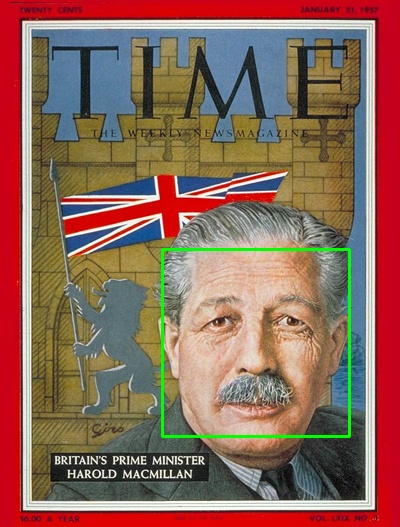 TWENTY CENTS
JANUARY 21, 1957
TIME
THE WEEKLY NEWSMAGAZINE
BRITAIN'S PRIME MINISTER
HAROLD MACMILLAN
$6.00 A YEAR
VOL. LXIX NO.